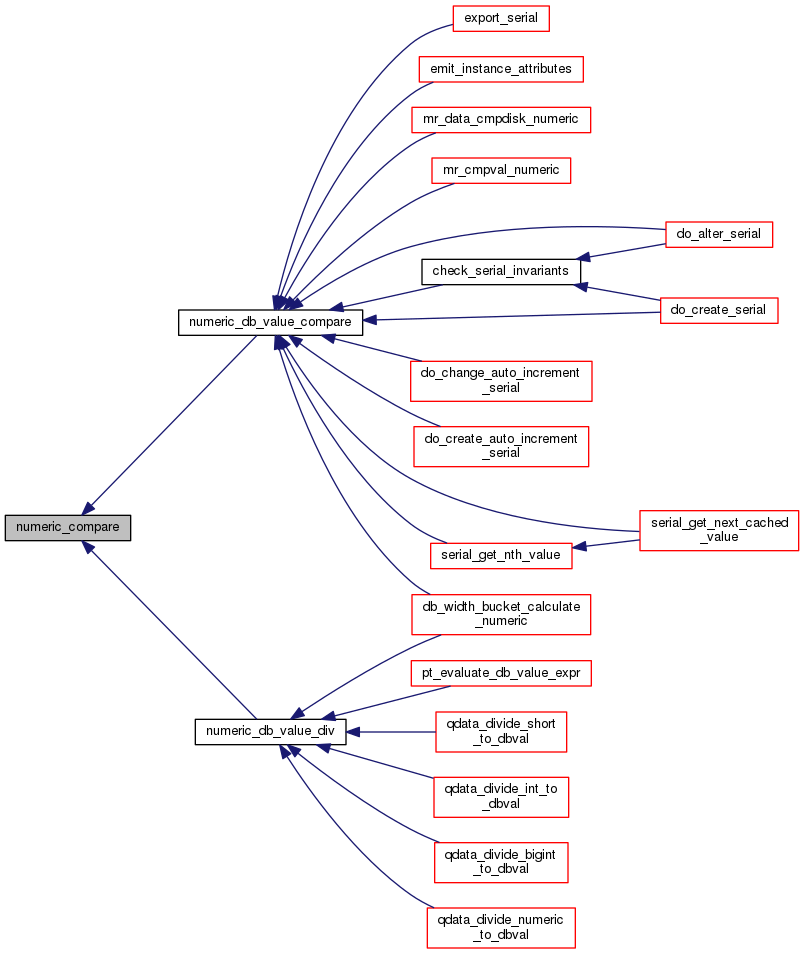 export_serial
emit_instance_attributes
mr_data_cmpdisk_numeric
mr_cmpval_numeric
do_alter_serial
check_serial_invariants
do_create_serial
numeric_db_value_compare
do_change_auto_increment
_serial
do_create_auto_increment
_serial
numeric_compare
serial_get_next_cached
_value
serial_get_nth_value
db_width_bucket_calculate
_numeric
pt_evaluate_db_value_expr
numeric_db_value_div
qdata_divide_short
_to_dbval
qdata_divide_int_to
_dbval
qdata_divide_bigint
_to_dbval
qdata_divide_numeric
_to_dbval